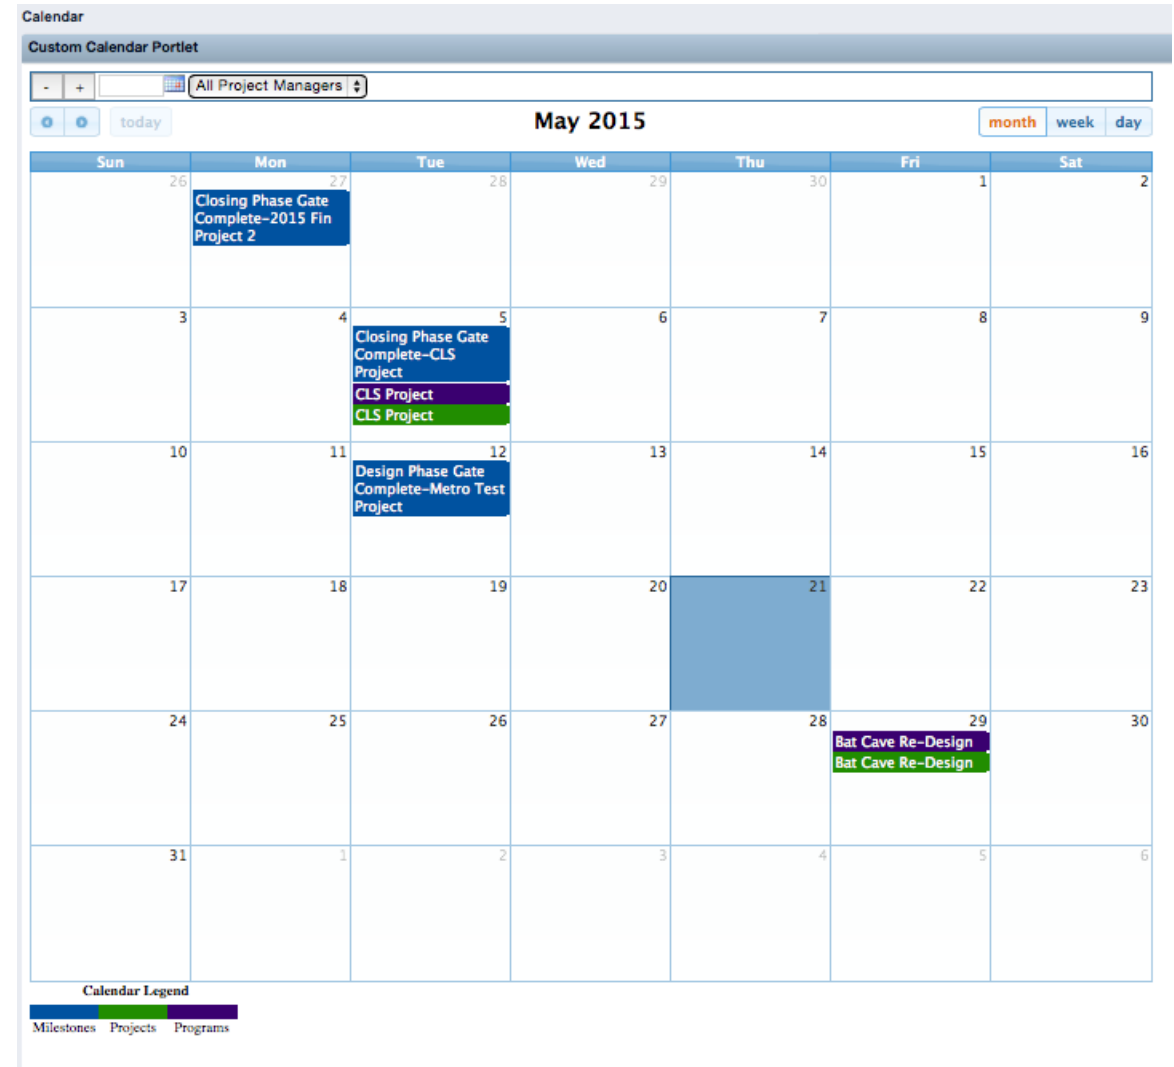 Calendar
Custom Calendar Portlet
- + All Project Managers
today May 2015 month week day
Sun Mon Tue Wed Thu Fri Sat
26 27 28 29 30 1 2
Closing Phase Gate
Complete–2015 Fin
Project 2
3 4 5 6 7 8 9
Closing Phase Gate
Complete–CLS
Project
CLS Project
CLS Project
10 11 12 13 14 15 16
Design Phase Gate
Complete–Metro Test
Project
17 18 19 20 21 22 23
24 25 26 27 28 29 30
Bat Cave Re–Design
Bat Cave Re–Design
31 1 2 3 4 5 6
Calendar Legend
Milestones Projects Programs